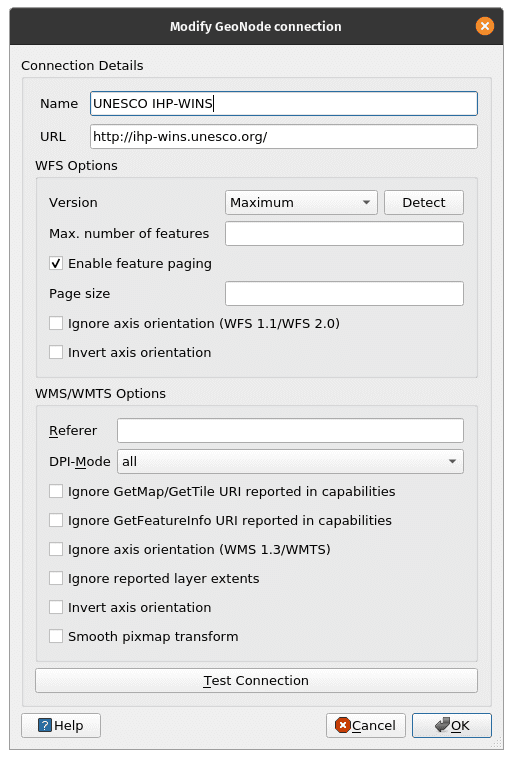 Modify GeoNode connection
Connection Details
Name UNESCO IHP-WINS
URL http://ihp-wins.unesco.org/
WFS Options
Version Maximum Detect
Max. number of features
Enable feature paging
Page size
Ignore axis orientation (WFS 1.1/WFS 2.0)
Invert axis orientation
WMS/WMTS Options
Referer
DPI-Mode all
Ignore GetMap/GetTile URI reported in capabilities
Ignore GetFeatureInfo URI reported in capabilities
Ignore axis orientation (WMS 1.3/WMTS)
Ignore reported layer extents
Invert axis orientation
Smooth pixmap transform
Test Connection
Help Cancel OK